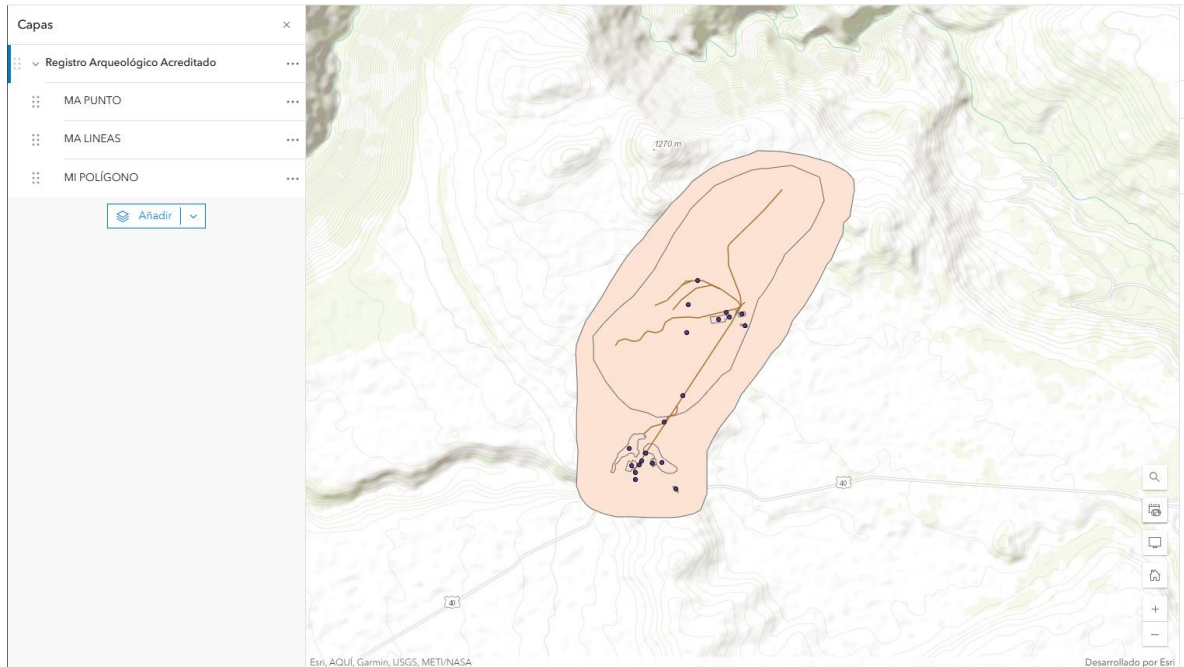 Capas
Registro Arqueológico Acreditado
MA PUNTO
MA LINEAS
MI POLÍGONO
Añadir
1270 m
40
40
Esri, AQUÍ, Garmin, USGS, METI/NASA
Desarrollado por Esri